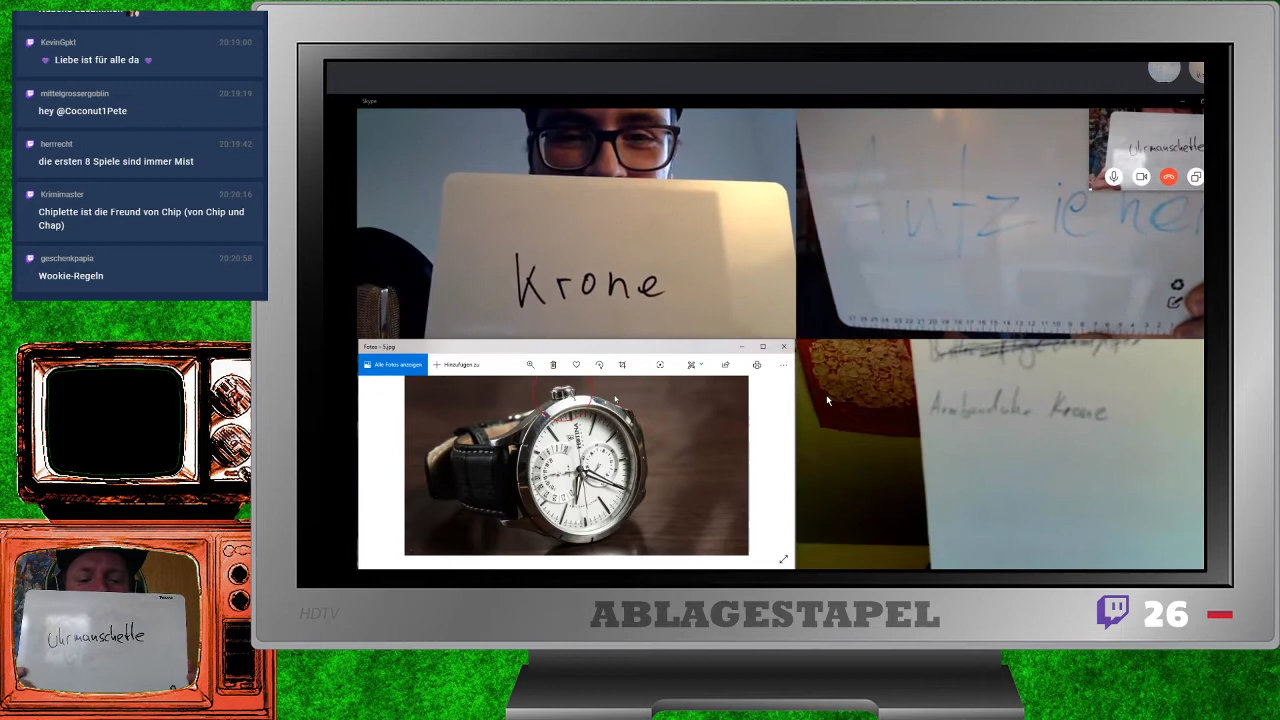 KevinGpkt 20:19:00
Liebe ist für alle da
mittelgrossergoblin 20:19:19
hey @Coconut1Pete
herrrecht 20:19:42
die ersten 8 Spiele sind immer Mist
Krimimaster 20:20:16
Chiplette ist die Freund von Chip (von Chip und
Chap)
geschenkpapia 20:20:58
Wookie-Regeln
Skype
Krone
Uhrmanschette
Fotos - 5.jpg
Alle Fotos anzeigen
Hinzufügen zu
Armbanduhr Krone
Uhrmanschette
HDTV
ABLAGESTAPEL
26